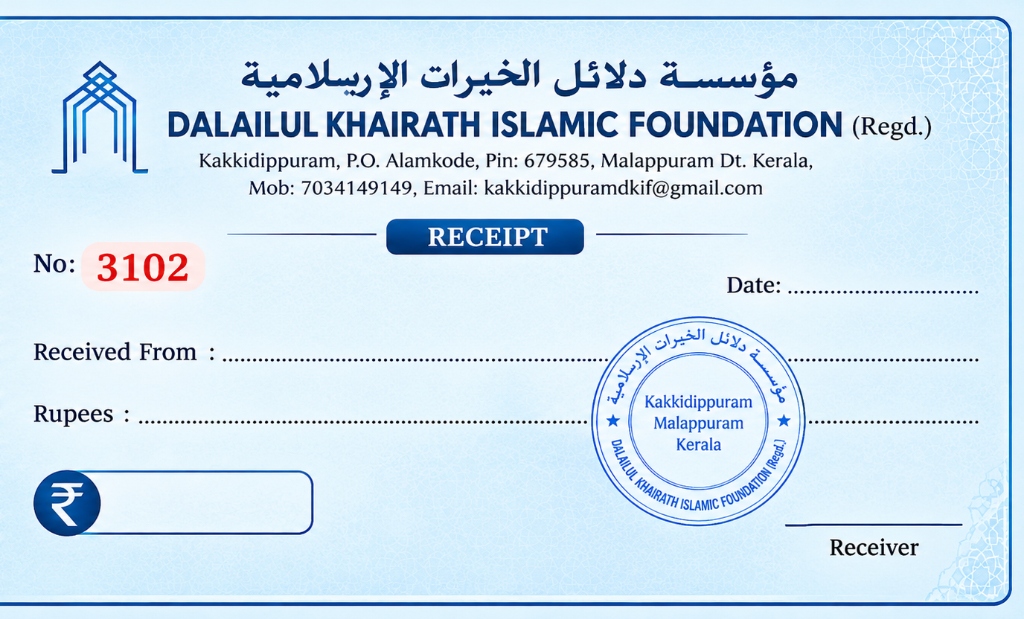 مؤسسة دلائل الخيرات الإرسلامية
DALAILUL KHAIRATH ISLAMIC FOUNDATION (Regd.)
Kakkidippuram, P.O. Alamkode, Pin: 679585, Malappuram Dt. Kerala,
Mob: 7034149149, Email: kakkidippuramdkif@gmail.com
RECEIPT
No: 3102
Date: ................................
Received From : ................................................................
مؤسسة دلائل الخيرات الإرسلامية
Rupees : ................................................................
Kakkidippuram
Malappuram
Kerala
★ DALAILUL KHAIRATH ISLAMIC FOUNDATION (Regd.) ★
₹
Receiver